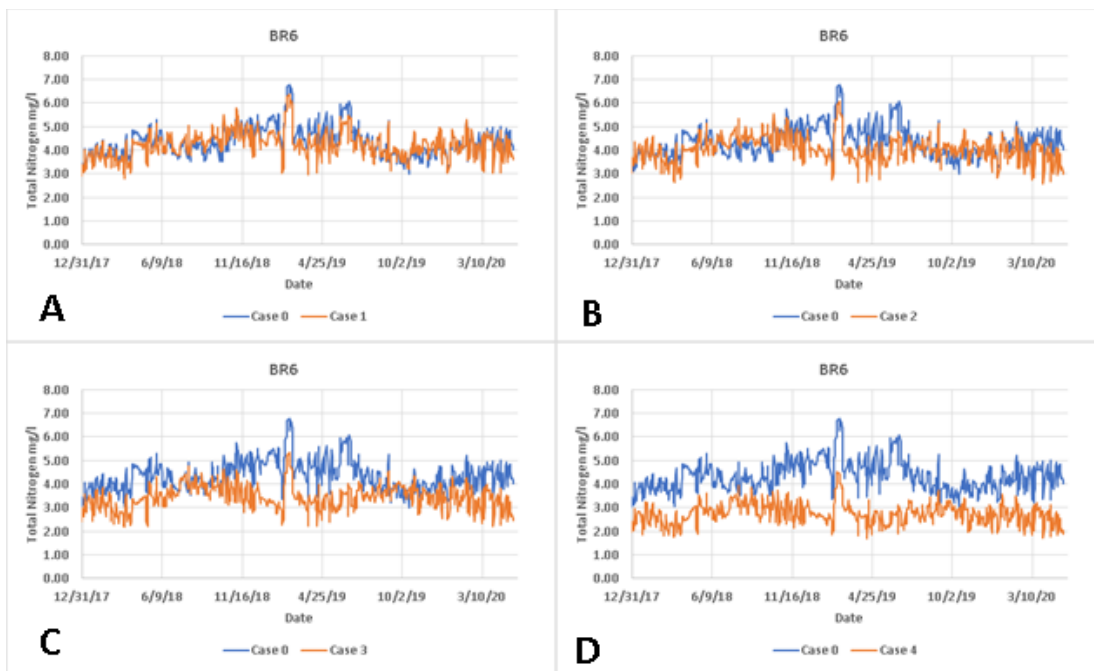 BR6
8.00
7.00
6.00
5.00
4.00
3.00
2.00
1.00
0.00
Total Nitrogen mg/l
12/31/17 6/9/18 11/16/18 4/25/19 10/2/19 3/10/20
Date
A
Case 0 Case 1
BR6
8.00
7.00
6.00
5.00
4.00
3.00
2.00
1.00
0.00
Total Nitrogen mg/l
12/31/17 6/9/18 11/16/18 4/25/19 10/2/19 3/10/20
Date
B
Case 0 Case 2
BR6
8.00
7.00
6.00
5.00
4.00
3.00
2.00
1.00
0.00
Total Nitrogen mg/l
12/31/17 6/9/18 11/16/18 4/25/19 10/2/19 3/10/20
Date
C
Case 0 Case 3
BR6
8.00
7.00
6.00
5.00
4.00
3.00
2.00
1.00
0.00
Total Nitrogen mg/l
12/31/17 6/9/18 11/16/18 4/25/19 10/2/19 3/10/20
Date
D
Case 0 Case 4